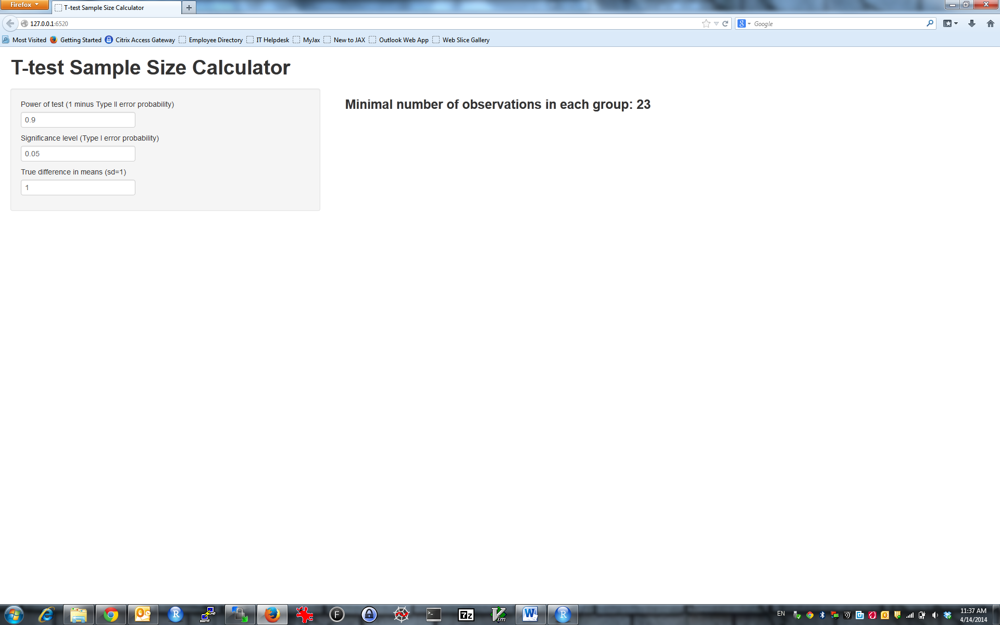 Firefox
T-test Sample Size Calculator
127.0.0.1:6520
Google
Most Visited
Getting Started
Citrix Access Gateway
Employee Directory
IT Helpdesk
MyJax
New to JAX
Outlook Web App
Web Slice Gallery
T-test Sample Size Calculator
Power of test (1 minus Type II error probability)
0.9
Significance level (Type I error probability)
0.05
True difference in means (sd=1)
1
Minimal number of observations in each group: 23
EN
11:37 AM
4/14/2014